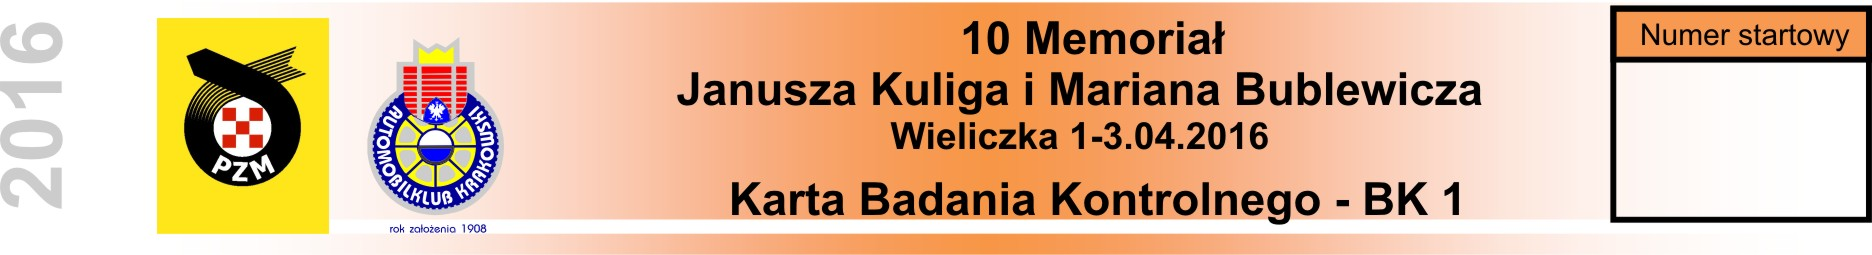 2016
PZM
AUTOMOBILKLUB KRAKOWSKI
rok założenia 1908
10 Memoriał
Janusza Kuliga i Mariana Bublewicza
Wieliczka 1-3.04.2016
Karta Badania Kontrolnego - BK 1
Numer startowy